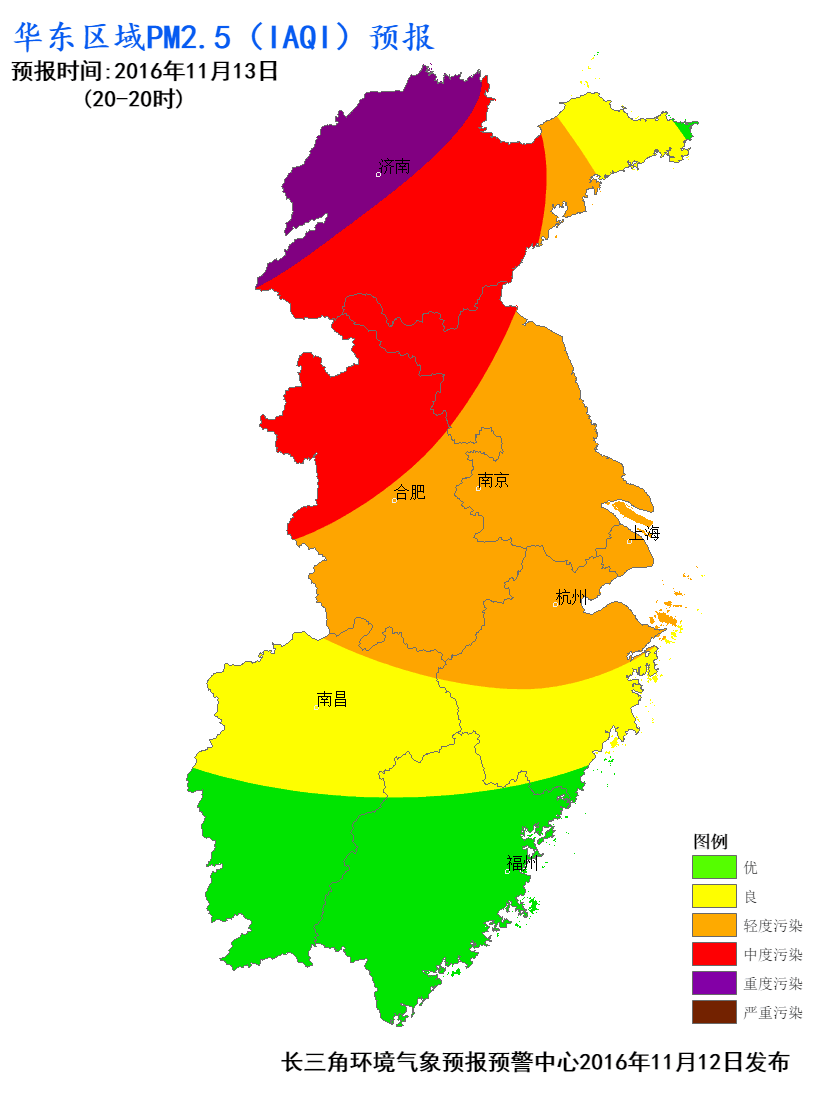 华东区域PM2.5（IAQI）预报
预报时间:2016年11月13日
(20-20时)
济南
南京
合肥
上海
杭州
南昌
福州
图例
优
良
轻度污染
中度污染
重度污染
严重污染
长三角环境气象预报预警中心2016年11月12日发布